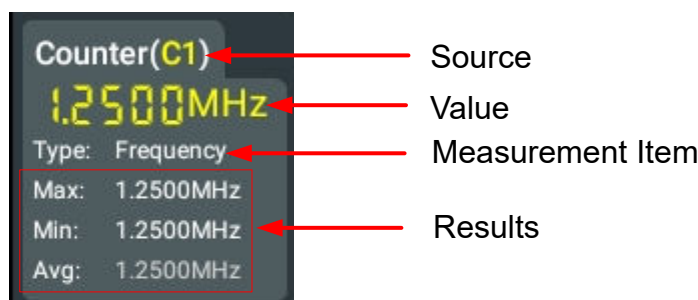 Counter(C1) Source
1.2500MHz Value
Type: Frequency Measurement Item
Max: 1.2500MHz
Min: 1.2500MHz Results
Avg: 1.2500MHz